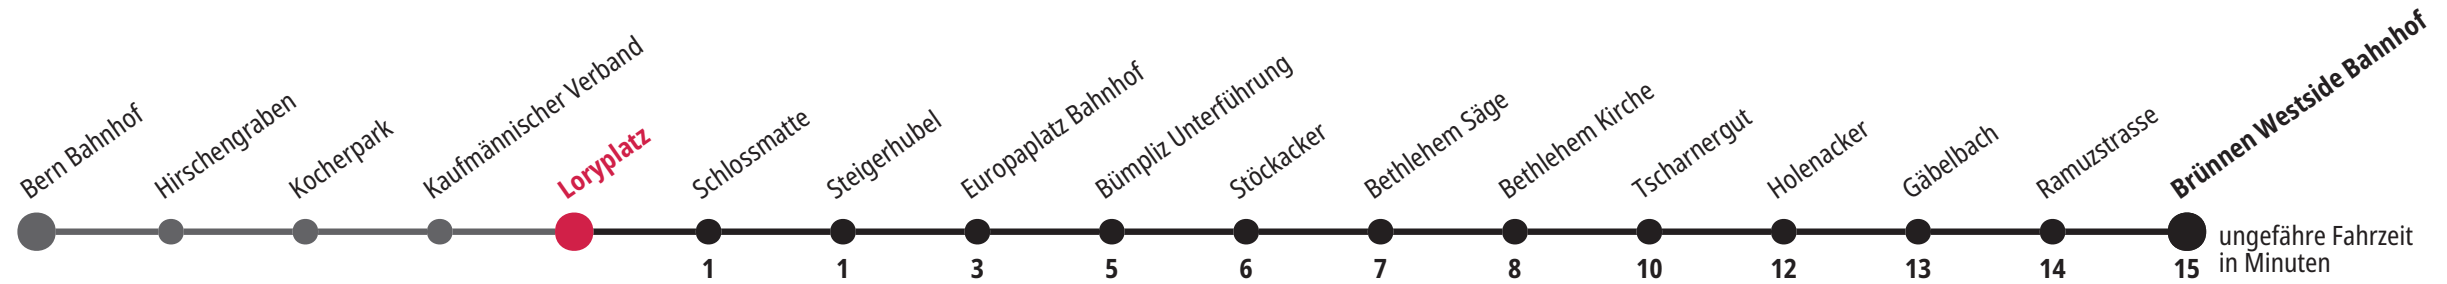 Bern Bahnhof
Hirschengraben
Kocherpark
Kaufmännischer Verband
Loryplatz
Schlossmatte
Steigerhubel
Europaplatz Bahnhof
Bümpliz Unterführung
Stöckacker
Bethlehem Säge
Bethlehem Kirche
Tscharnergut
Holenacker
Gäbelbach
Ramuzstrasse
Brünnen Westside Bahnhof
1 1 3 5 6 7 8 10 12 13 14 15
ungefähre Fahrzeit
in Minuten